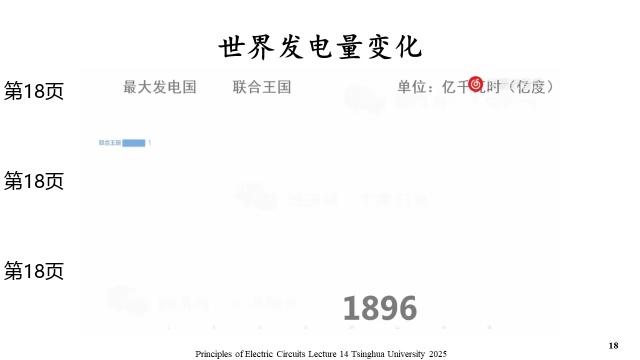 世界发电量变化
第18页
最大发电国 联合王国 单位：亿千瓦时（亿度）
联合王国 1
第18页
第18页
1896
18
Principles of Electric Circuits Lecture 14 Tsinghua University 2025